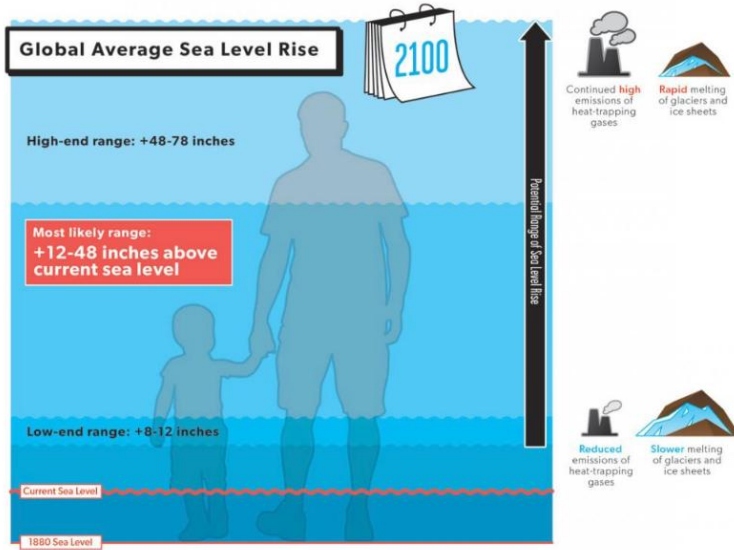 Global Average Sea Level Rise
2100
High-end range: +48-78 inches
Most likely range:
+12-48 inches above
current sea level
Low-end range: +8-12 inches
Current Sea Level
1880 Sea Level
Potential Range of Sea Level Rise
Continued high
emissions of
heat-trapping
gases
Rapid melting
of glaciers and
ice sheets
Reduced
emissions of
heat-trapping
gases
Slower melting
of glaciers and
ice sheets